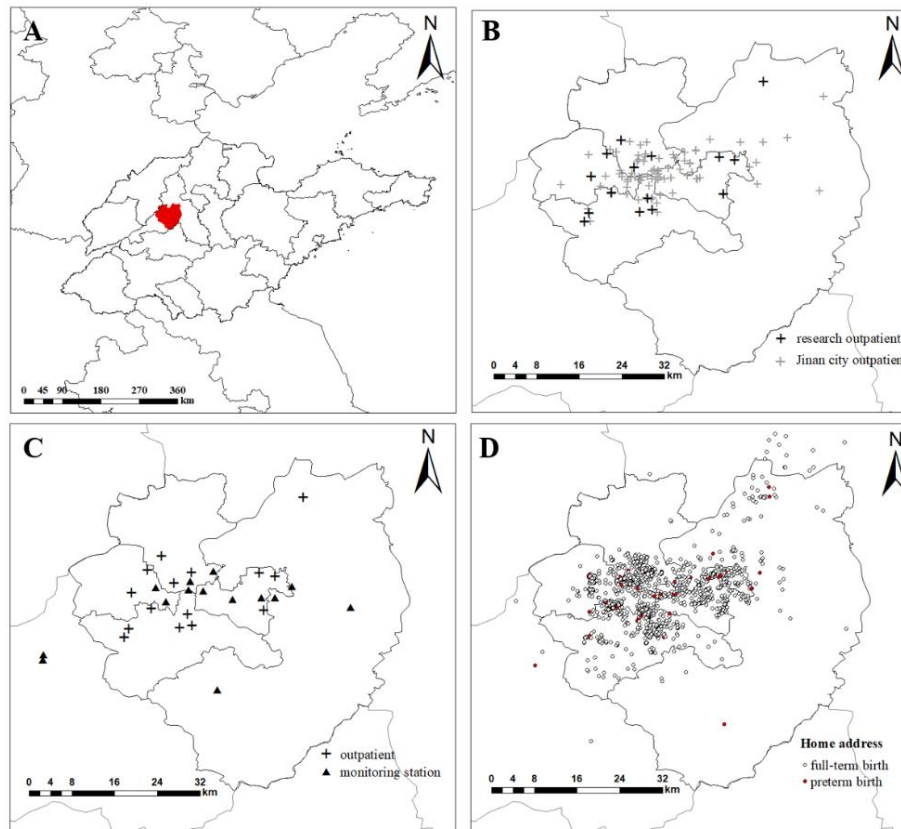 A
N
0 45 90 180 270 360
km
B
N
research outpatient
Jinan city outpatient
0 4 8 16 24 32
km
C
N
outpatient
monitoring station
0 4 8 16 24 32
km
D
N
Home address
full-term birth
preterm birth
0 4 8 16 24 32
km